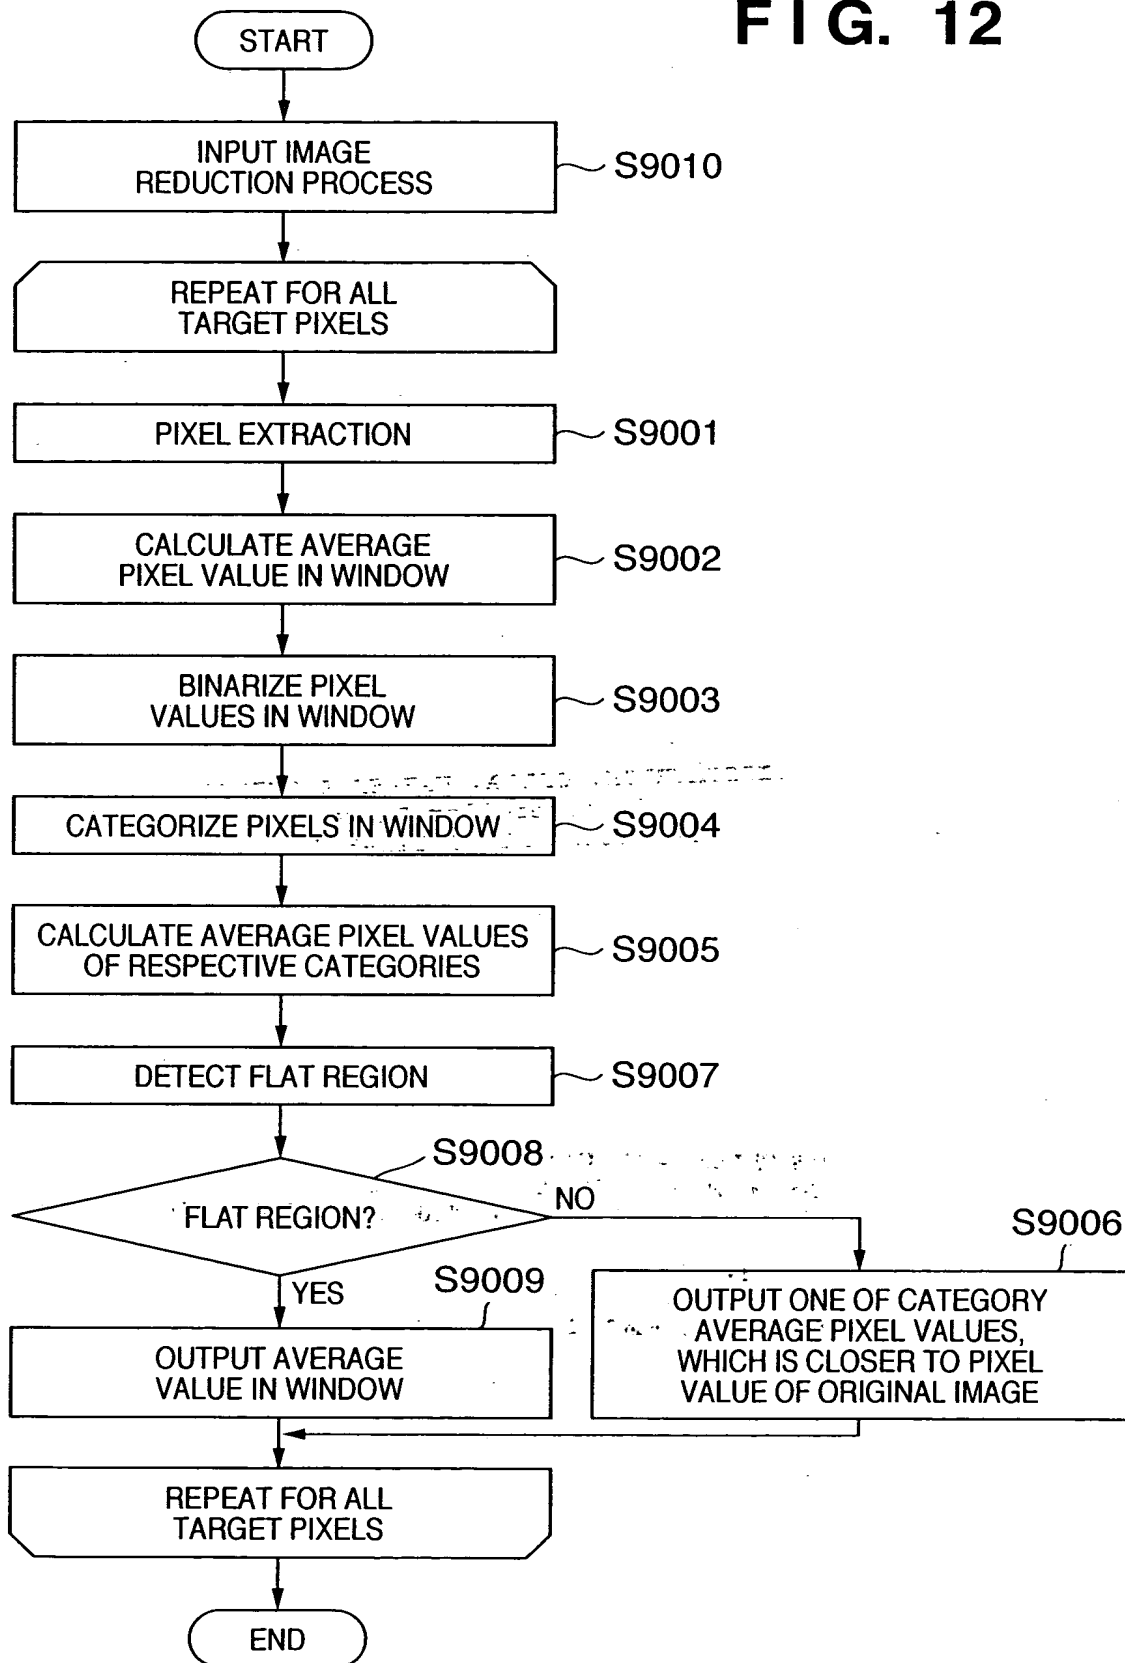 FIG. 12
START
INPUT IMAGE
REDUCTION PROCESS
S9010
REPEAT FOR ALL
TARGET PIXELS
PIXEL EXTRACTION
S9001
CALCULATE AVERAGE
PIXEL VALUE IN WINDOW
S9002
BINARIZE PIXEL
VALUES IN WINDOW
S9003
CATEGORIZE PIXELS IN WINDOW
S9004
CALCULATE AVERAGE PIXEL VALUES
OF RESPECTIVE CATEGORIES
S9005
DETECT FLAT REGION
S9007
S9008
FLAT REGION?
NO
YES
S9006
OUTPUT ONE OF CATEGORY
AVERAGE PIXEL VALUES,
WHICH IS CLOSER TO PIXEL
VALUE OF ORIGINAL IMAGE
S9009
OUTPUT AVERAGE
VALUE IN WINDOW
REPEAT FOR ALL
TARGET PIXELS
END